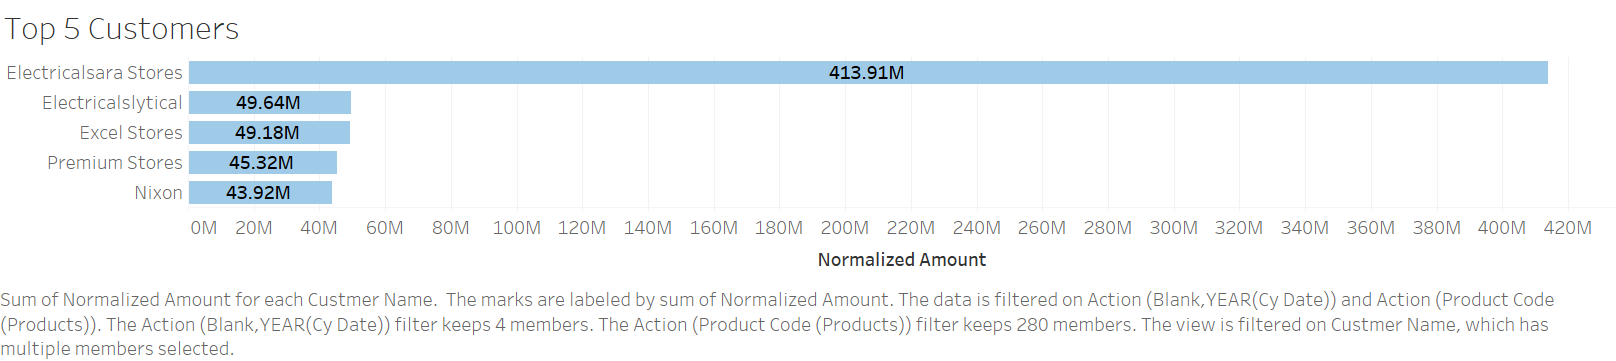 Top 5 Customers
Electricalsara Stores 413.91M
Electricalslytical 49.64M
Excel Stores 49.18M
Premium Stores 45.32M
Nixon 43.92M
0M 20M 40M 60M 80M 100M 120M 140M 160M 180M 200M 220M 240M 260M 280M 300M 320M 340M 360M 380M 400M 420M
Normalized Amount
Sum of Normalized Amount for each Custmer Name. The marks are labeled by sum of Normalized Amount. The data is filtered on Action (Blank,YEAR(Cy Date)) and Action (Product Code
(Products)). The Action (Blank,YEAR(Cy Date)) filter keeps 4 members. The Action (Product Code (Products)) filter keeps 280 members. The view is filtered on Custmer Name, which has
multiple members selected.